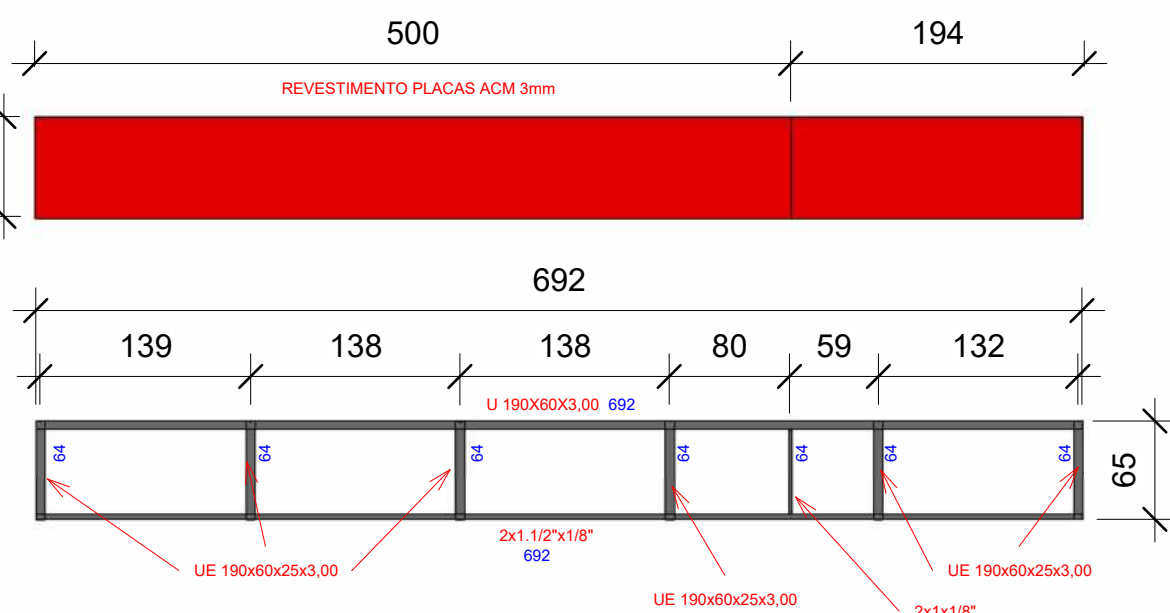 500
194
REVESTIMENTO PLACAS ACM 3mm
692
139
138
138
80
59
132
U 190X60X3,00 692
64
64
64
64
64
64
64
65
2x1.1/2"x1/8"
692
UE 190x60x25x3,00
UE 190x60x25x3,00
UE 190x60x25x3,00
2x1x1/8"